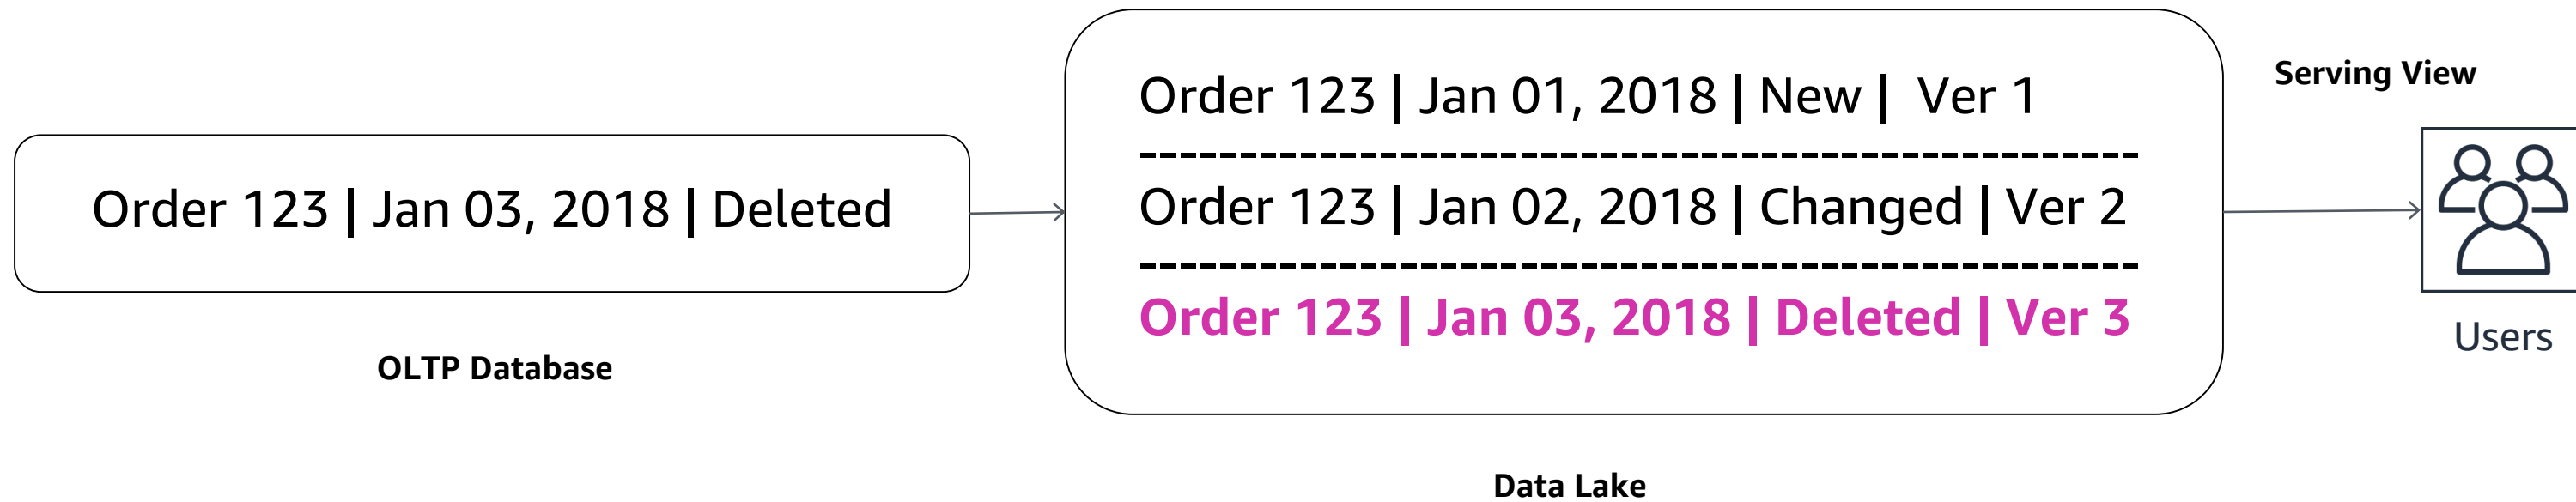 Order 123 | Jan 03, 2018 | Deleted
OLTP Database
Order 123 | Jan 01, 2018 | New | Ver 1
Order 123 | Jan 02, 2018 | Changed | Ver 2
Order 123 | Jan 03, 2018 | Deleted | Ver 3
Data Lake
Serving View
Users